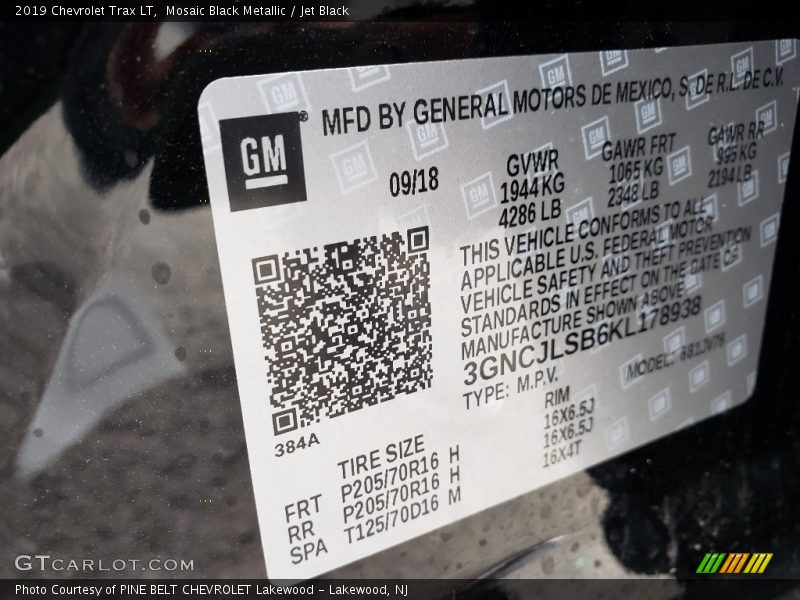 2019 Chevrolet Trax LT, Mosaic Black Metallic / Jet Black
GM
MFD BY GENERAL MOTORS DE MEXICO, S. DE R.L. DE C.V.
09/18
GVWR
1944 KG
4286 LB
GAWR FRT
1065 KG
2348 LB
GAWR RR
995 KG
2194 LB
THIS VEHICLE CONFORMS TO ALL
APPLICABLE U.S. FEDERAL MOTOR
VEHICLE SAFETY AND THEFT PREVENTION
STANDARDS IN EFFECT ON THE DATE OF
MANUFACTURE SHOWN ABOVE
3GNCJLSB6KL178938
TYPE: M.P.V. MODEL: 681JV76
384A
TIRE SIZE RIM
FRT P205/70R16 H 16X6.5J
RR P205/70R16 H 16X6.5J
SPA T125/70D16 M 16X4T
GTCARLOT.COM
Photo Courtesy of PINE BELT CHEVROLET Lakewood - Lakewood, NJ